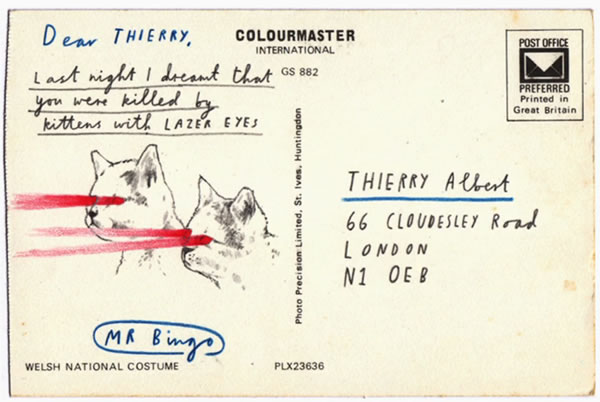 Dear THIERRY,
Last night I dreamt that
you were killed by
kittens with LAZER EYES
MR Bingo
WELSH NATIONAL COSTUME
COLOURMASTER
INTERNATIONAL
GS 882
Photo Precision Limited, St. Ives, Huntingdon
PLX23636
POST OFFICE
PREFERRED
Printed in
Great Britain
THIERRY Albert
66 CLOUDESLEY Road
LONDON
N1 0EB